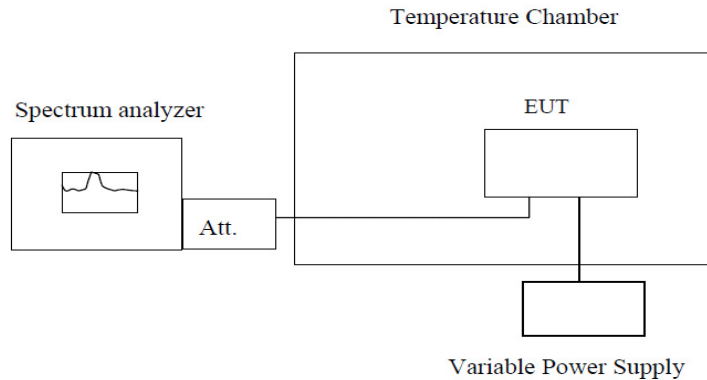 Temperature Chamber
Spectrum analyzer
EUT
Att.
Variable Power Supply